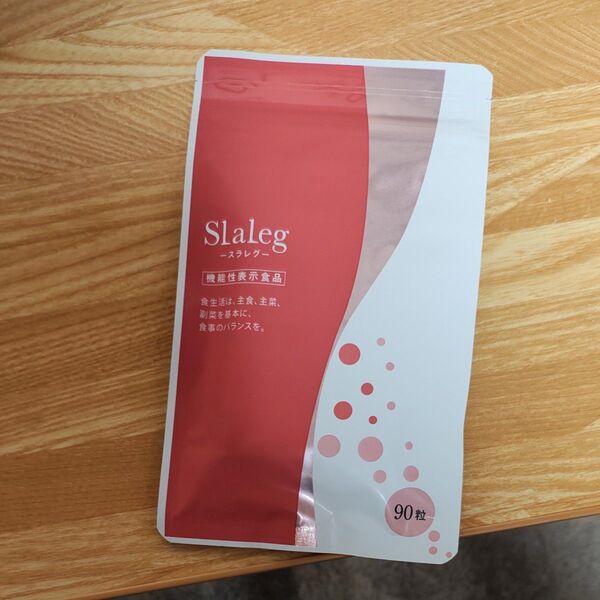 Slaleg
ースラレグー
機能性表示食品
食生活は、主食、主菜、
副菜を基本に、
食事のバランスを。
90粒